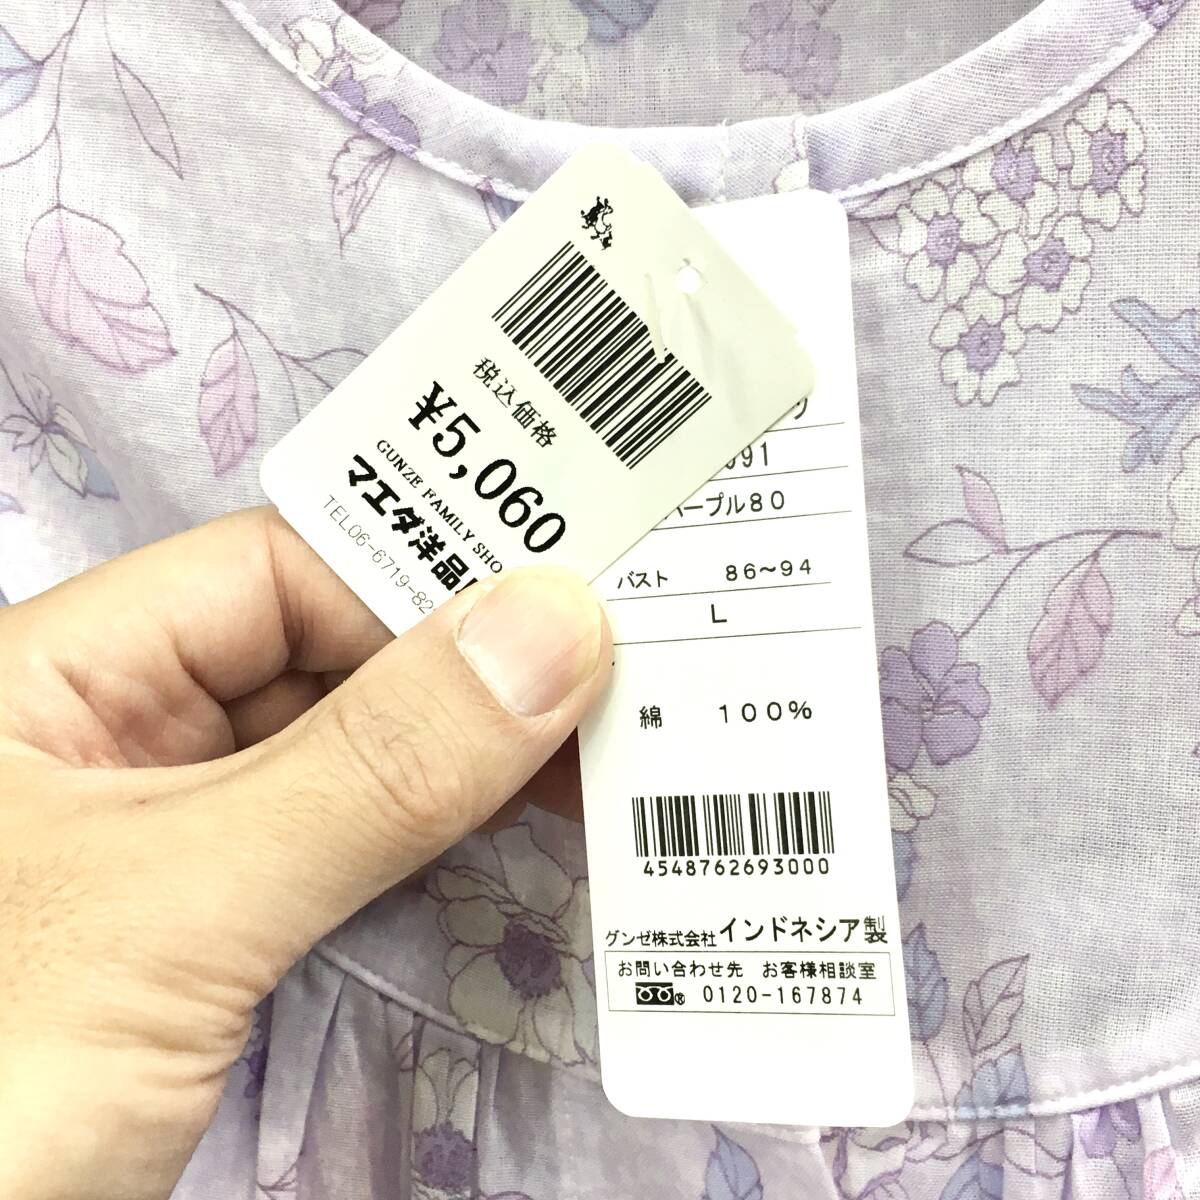 税込価格
¥5,060
GUNZE FAMILY SHO
マエダ洋品
TEL06-6719-82
091
パープル80
バスト 86~94
L
綿 100%
4548762693000
グンゼ株式会社 インドネシア製
お問い合わせ先 お客様相談室
0120-167874